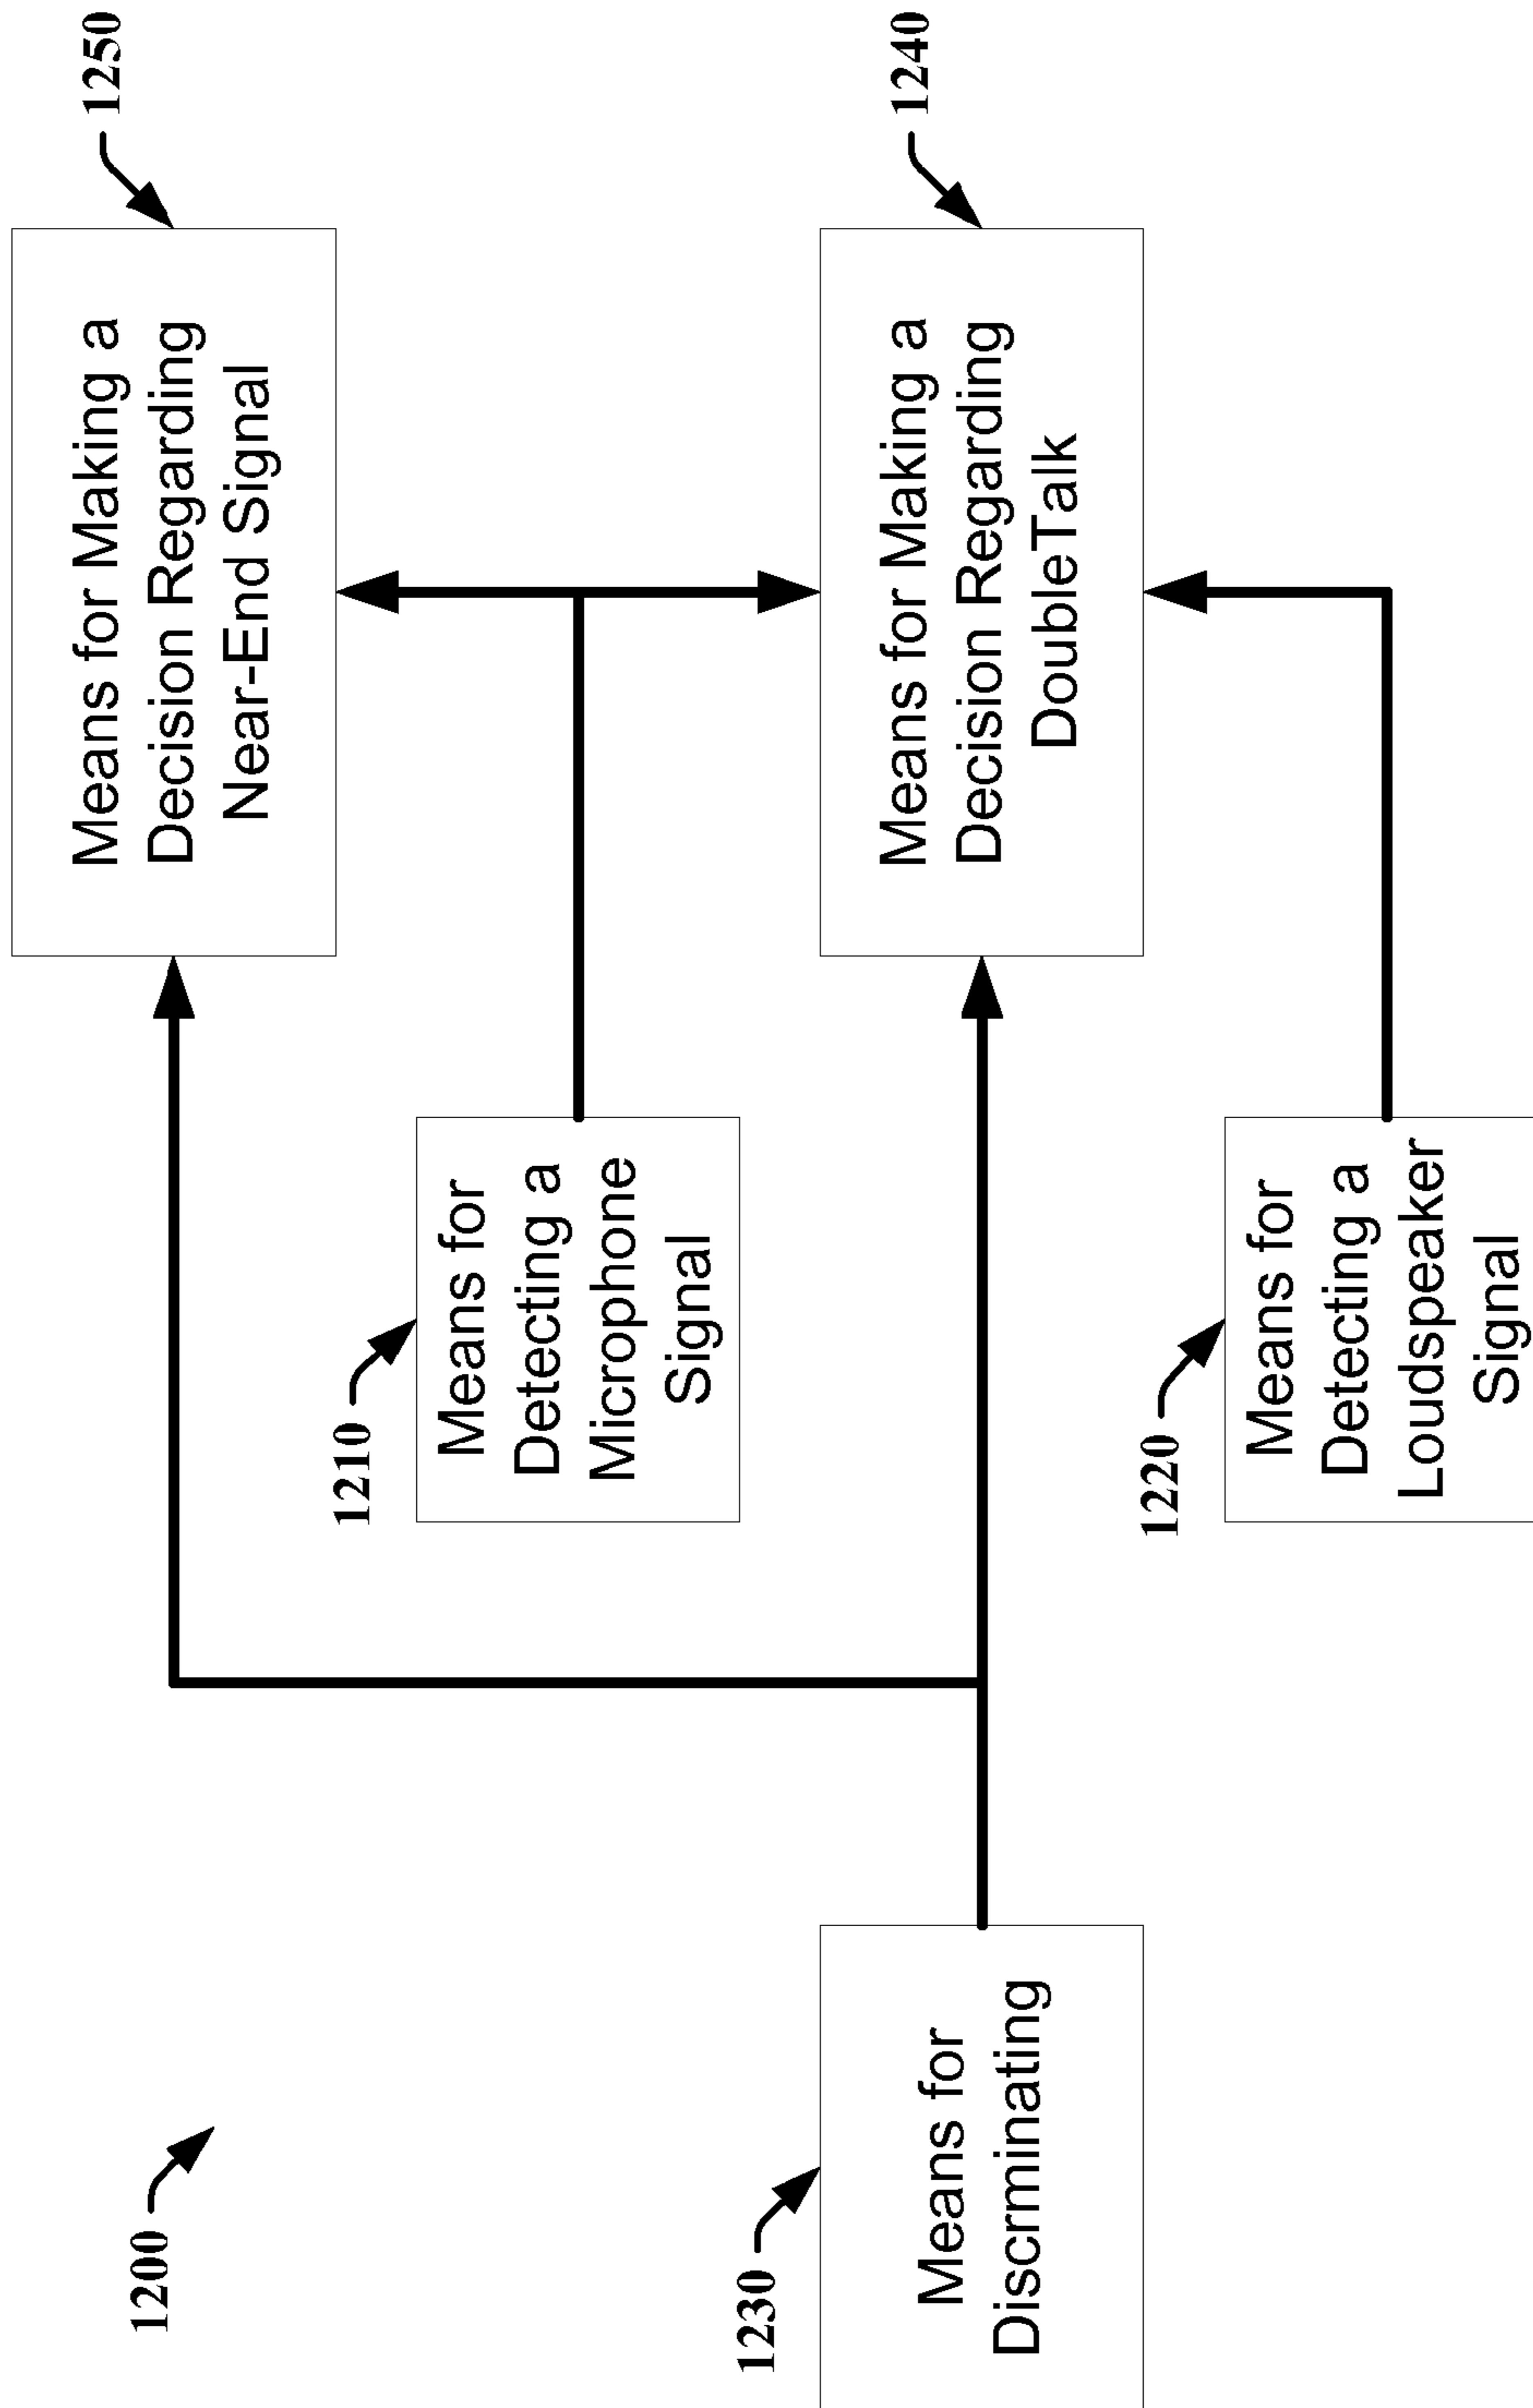 1200
1250
Means for Making a
Decision Regarding
Near-End Signal
1210
Means for
Detecting a
Microphone
Signal
1230
Means for
Discrminating
1240
Means for Making a
Decision Regarding
DoubleTalk
1220
Means for
Detecting a
Loudspeaker
Signal